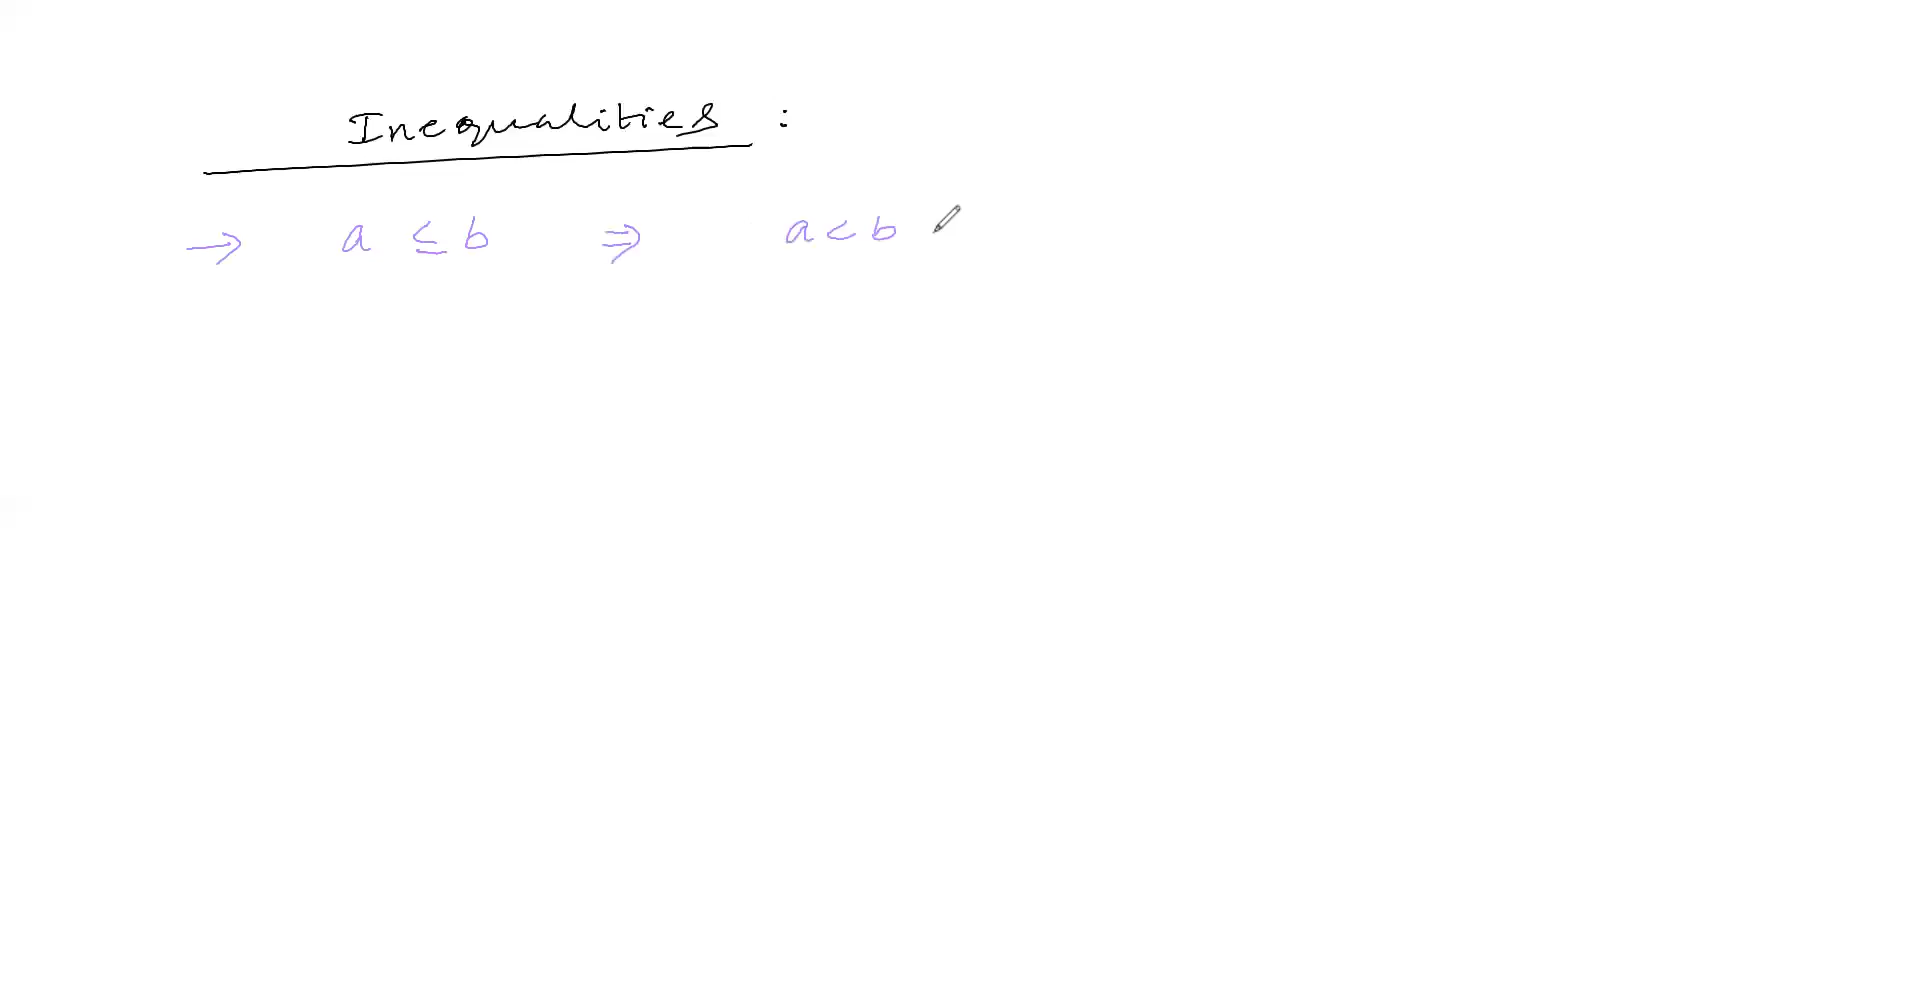 Inequalities :
→ a ≤ b ⇒ a < b